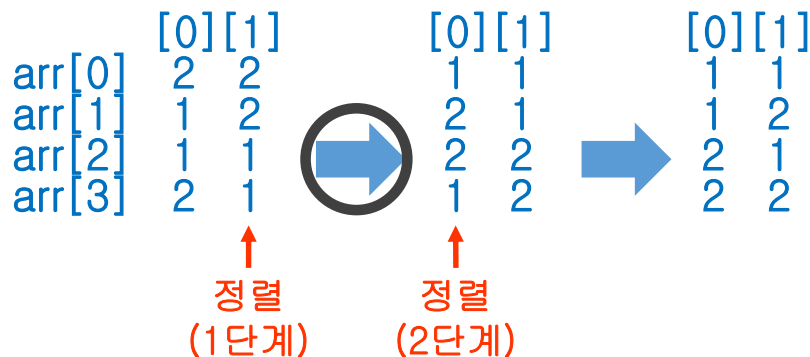 [0][1] [0][1] [0][1]
arr[0] 2 2 1 1 1 1
arr[1] 1 2 2 1 1 2
arr[2] 1 1 2 2 2 1
arr[3] 2 1 1 2 2 2
정렬 정렬
(1단계) (2단계)